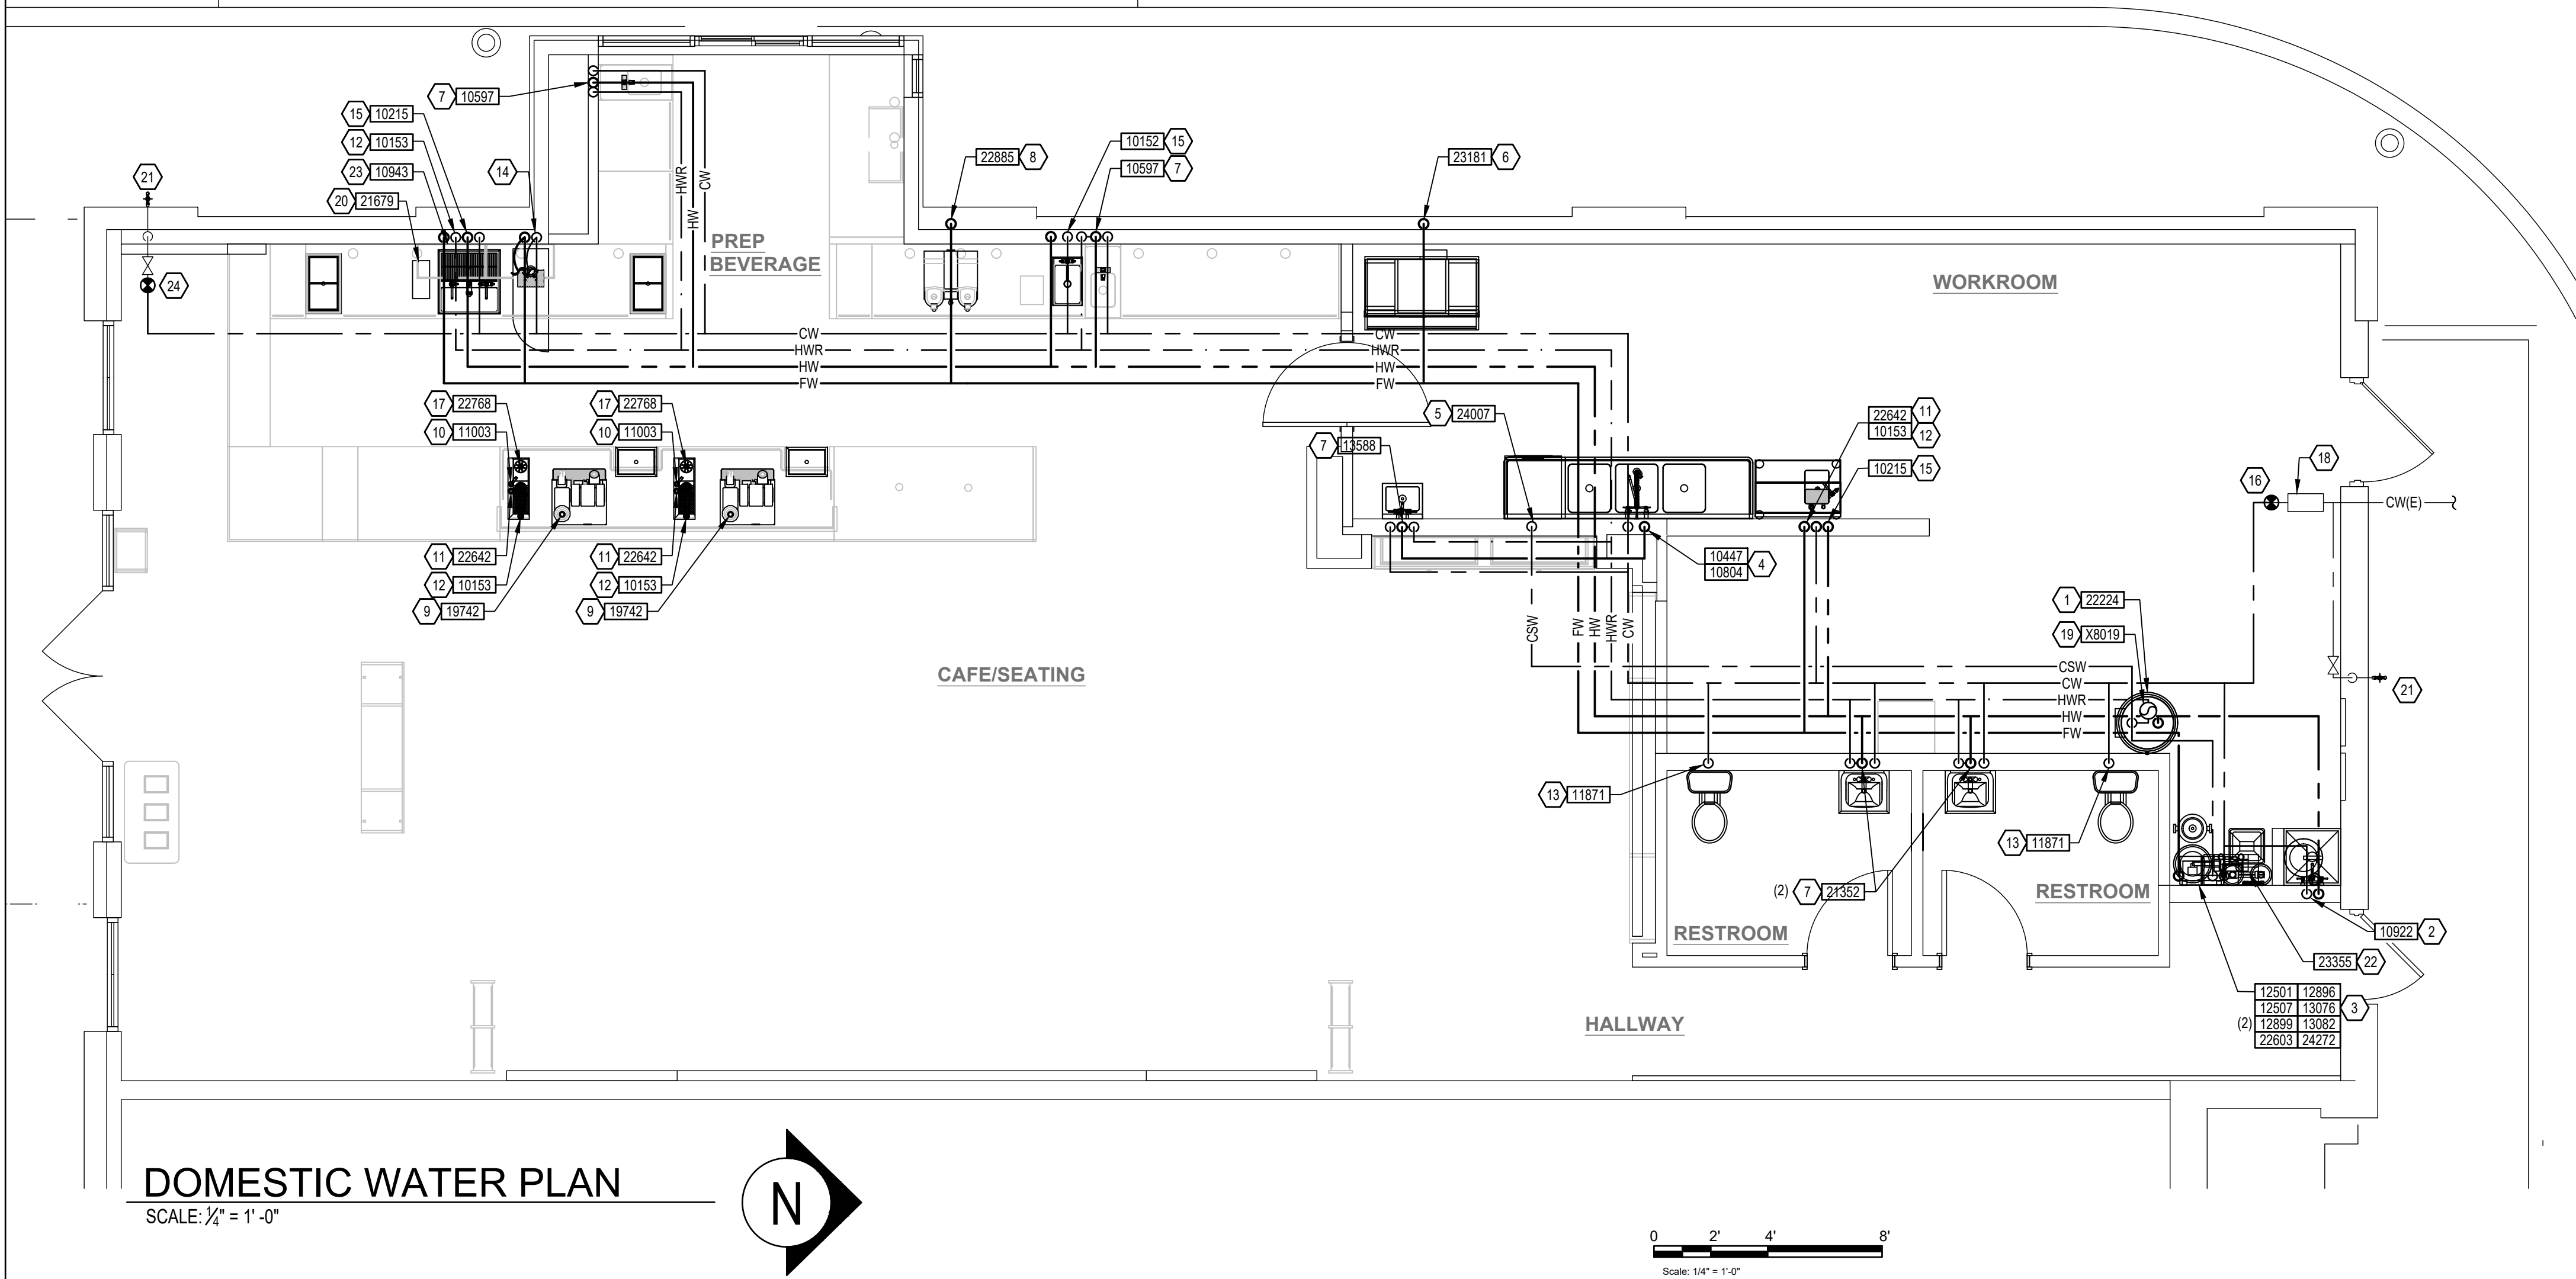 7 10597
15 10215
12 10153
23 10943
20 21679
21
14
24
HWR
CW
HW
PREP
BEVERAGE
22885 8
10152 15
10597 7
23181 6
WORKROOM
CW
HWR
HW
FW
CW
HWR
HW
FW
17 22768
10 11003
17 22768
10 11003
11 22642
12 10153
9 19742
11 22642
12 10153
9 19742
5 24007
7 13588
22642 11
10153 12
10215 15
10447
10804
4
16
18
CW(E)
1 22224
19 X8019
CSW
FW
HW
HWR
CW
CSW
CW
HWR
HW
FW
21
CAFE/SEATING
13 11871
13 11871
(2) 7 21352
RESTROOM
RESTROOM
10922 2
23355 22
12501 12896
12507 13076
3
(2) 12899 13082
22603 24272
HALLWAY
DOMESTIC WATER PLAN
SCALE: 1/4" = 1' -0"
N
0 2' 4' 8'
Scale: 1/4" = 1'-0"